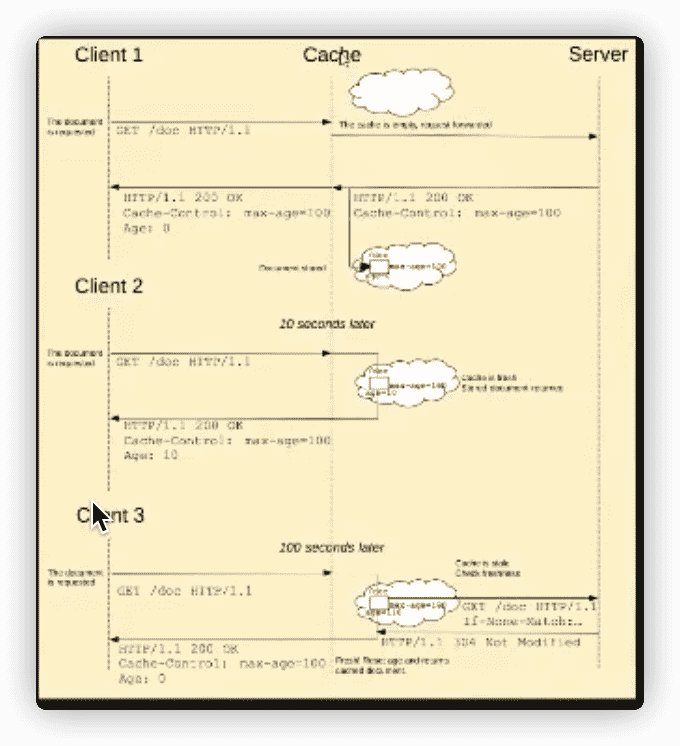 Client 1
Cache
Server
The document
is requested
GET /doc HTTP/1.1
The cache is empty, request forwarded
HTTP/1.1 200 OK
Cache-Control: max-age=100
Age: 0
HTTP/1.1 200 OK
Cache-Control: max-age=100
Document stored
/doc
max-age=100
Client 2
10 seconds later
The document
is requested
GET /doc HTTP/1.1
/doc
max-age=100
age=10
Cache is fresh
Stored document returned
HTTP/1.1 200 OK
Cache-Control: max-age=100
Age: 10
Client 3
100 seconds later
The document
is requested
GET /doc HTTP/1.1
Cache is stale
Check freshness
max-age=100
age=110
GET /doc HTTP/1.1
If-None-Match:…
HTTP/1.1 304 Not Modified
HTTP/1.1 200 OK
Cache-Control: max-age=100
Age: 0
Fresh! Reset age and returns
cached document